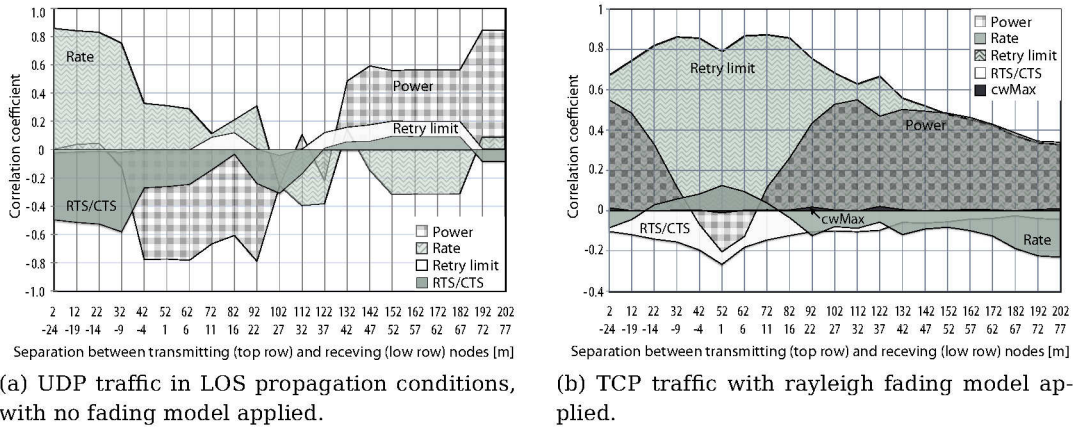 1.0
0.8
0.6
0.4
0.2
0
-0.2
-0.4
-0.6
-0.8
-1.0
Correlation coefficient
Rate
Power
Retry limit
RTS/CTS
Power
Rate
Retry limit
RTS/CTS
2 12 22 32 42 62 72 82 92 102 112 122 132 142 152 162 182 192 202
-24 -19 -14 -9 -4 6 11 16 22 27 32 37 42 47 52 57 67 72 77
Separation between transmitting (top row) and receving (low row) nodes [m]
(a) UDP traffic in LOS propagation conditions,
with no fading model applied.
1
0.8
0.6
0.4
0.2
0
-0.2
-0.4
Correlation coefficient
Power
Rate
Retry limit
RTS/CTS
cwMax
Retry limit
Power
cwMax
RTS/CTS
Rate
2 12 22 32 42 52 62 72 82 92 102 112 122 132 142 152 162 172 182 192 202
-24 -19 -14 -9 -4 1 6 11 16 22 27 32 37 42 47 52 57 62 67 72 77
Separation between transmitting (top row) and receving (low row) nodes [m]
(b) TCP traffic with rayleigh fading model ap-
plied.